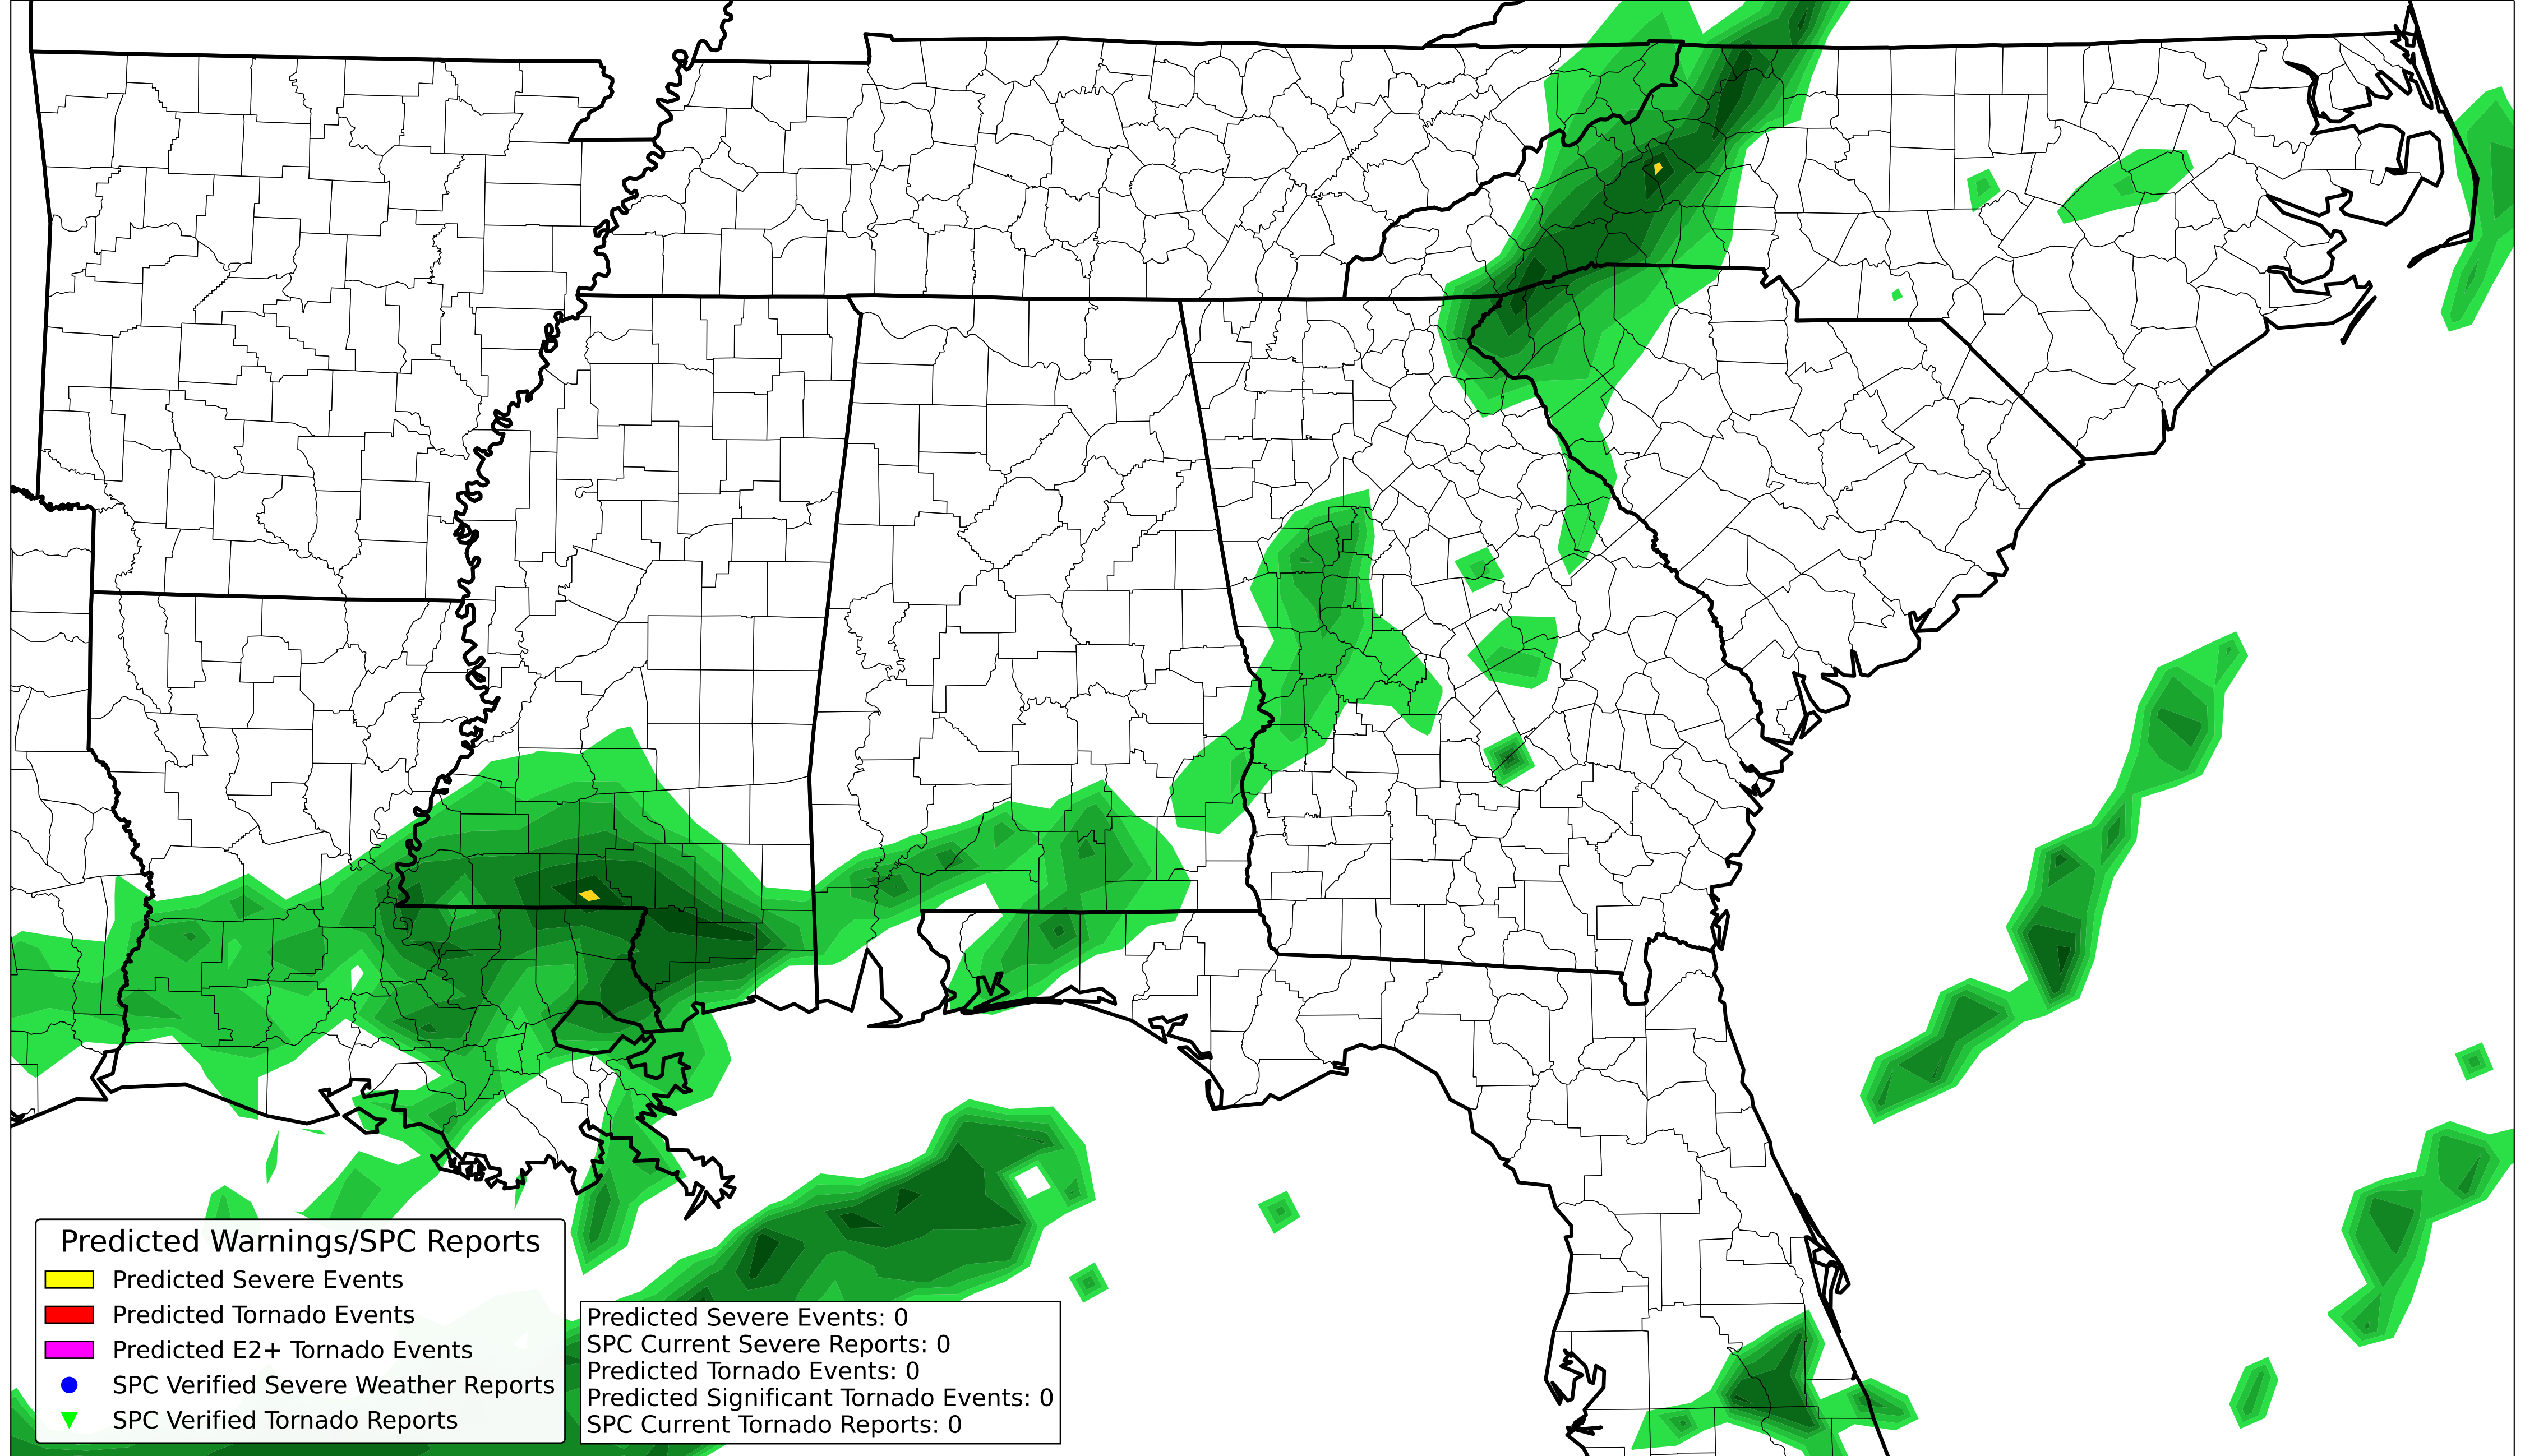 Predicted Warnings/SPC Reports
Predicted Severe Events
Predicted Tornado Events
Predicted E2+ Tornado Events
SPC Verified Severe Weather Reports
SPC Verified Tornado Reports
Predicted Severe Events: 0
SPC Current Severe Reports: 0
Predicted Tornado Events: 0
Predicted Significant Tornado Events: 0
SPC Current Tornado Reports: 0